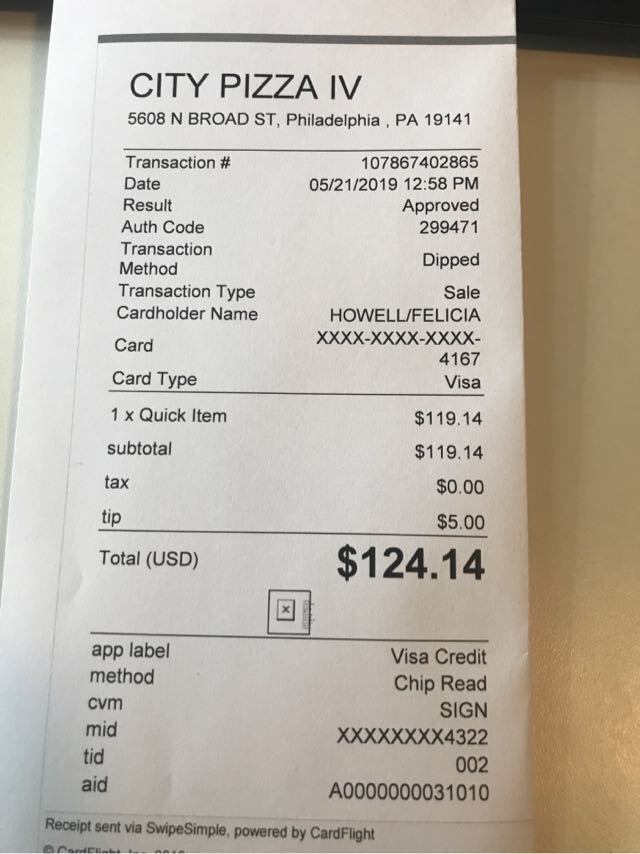 CITY PIZZA IV
5608 N BROAD ST, Philadelphia , PA 19141
Transaction # 107867402865
Date 05/21/2019 12:58 PM
Result Approved
Auth Code 299471
Transaction
Method Dipped
Transaction Type Sale
Cardholder Name HOWELL/FELICIA
Card XXXX-XXXX-XXXX-
4167
Card Type Visa
1 x Quick Item $119.14
subtotal $119.14
tax $0.00
tip $5.00
Total (USD) $124.14
app label Visa Credit
method Chip Read
cvm SIGN
mid XXXXXXXX4322
tid 002
aid A0000000031010
Receipt sent via SwipeSimple, powered by CardFlight